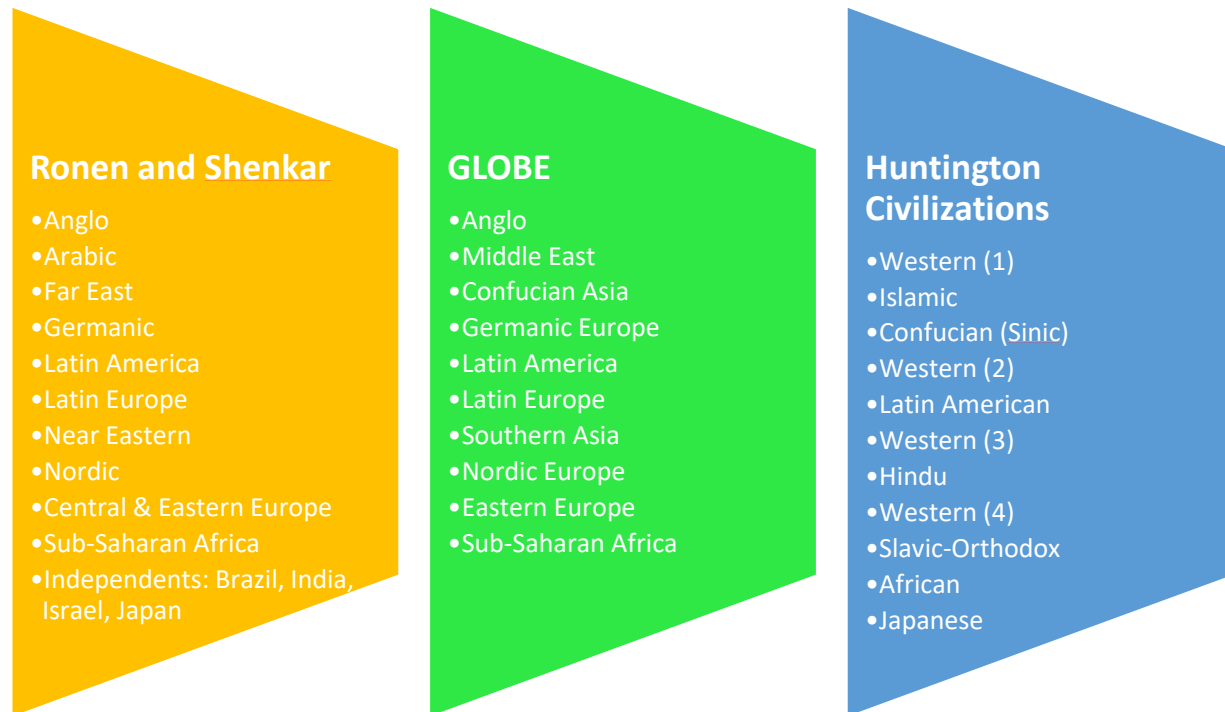 Ronen and Shenkar
•Anglo
•Arabic
•Far East
•Germanic
•Latin America
•Latin Europe
•Near Eastern
•Nordic
•Central & Eastern Europe
•Sub-Saharan Africa
•Independents: Brazil, India,
Israel, Japan
GLOBE
•Anglo
•Middle East
•Confucian Asia
•Germanic Europe
•Latin America
•Latin Europe
•Southern Asia
•Nordic Europe
•Eastern Europe
•Sub-Saharan Africa
Huntington
Civilizations
•Western (1)
•Islamic
•Confucian (Sinic)
•Western (2)
•Latin American
•Western (3)
•Hindu
•Western (4)
•Slavic-Orthodox
•African
•Japanese